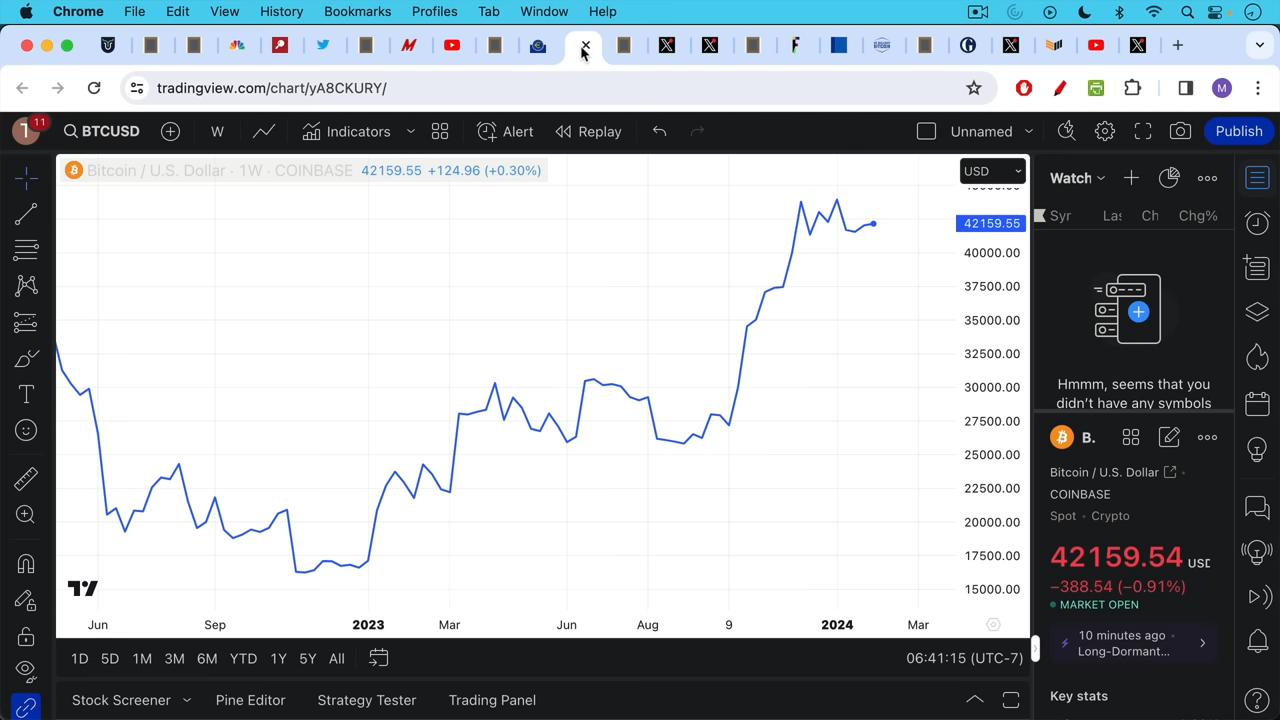 Chrome File Edit View History Bookmarks Profiles Tab Window Help
tradingview.com/chart/yA8CKURY/
11
BTCUSD W Indicators Alert Replay Unnamed Publish
Bitcoin / U.S. Dollar · 1W · COINBASE 42159.55 +124.96 (+0.30%)
USD
42159.55
40000.00
37500.00
35000.00
32500.00
30000.00
27500.00
25000.00
22500.00
20000.00
17500.00
15000.00
Jun Sep 2023 Mar Jun Aug 9 2024 Mar
1D 5D 1M 3M 6M YTD 1Y 5Y All 06:41:15 (UTC-7)
Stock Screener Pine Editor Strategy Tester Trading Panel
Watch
Syr Las Ch Chg%
Hmmm, seems that you
didn't have any symbols
B.
Bitcoin / U.S. Dollar
COINBASE
Spot • Crypto
42159.54 USD
−388.54 (−0.91%)
MARKET OPEN
10 minutes ago •
Long-Dormant...
Key stats